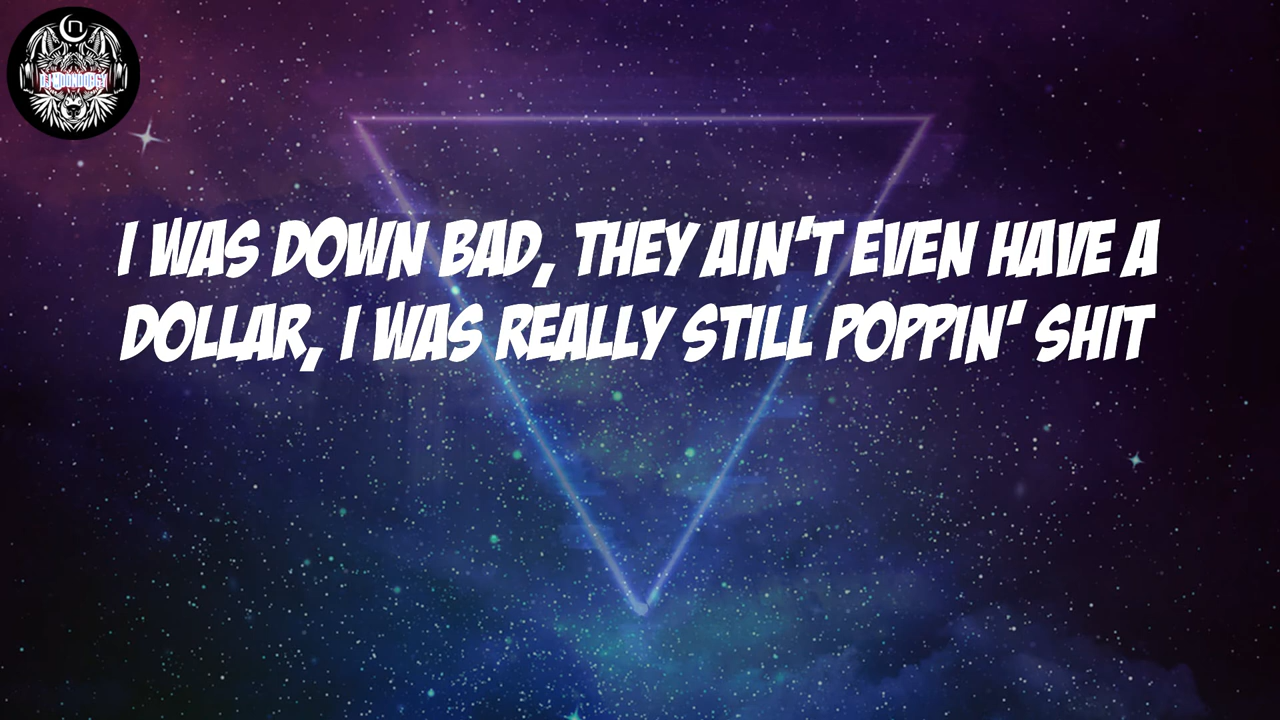 I WAS DOWN BAD, THEY AIN'T EVEN HAVE A
DOLLAR, I WAS REALLY STILL POPPIN' SHIT